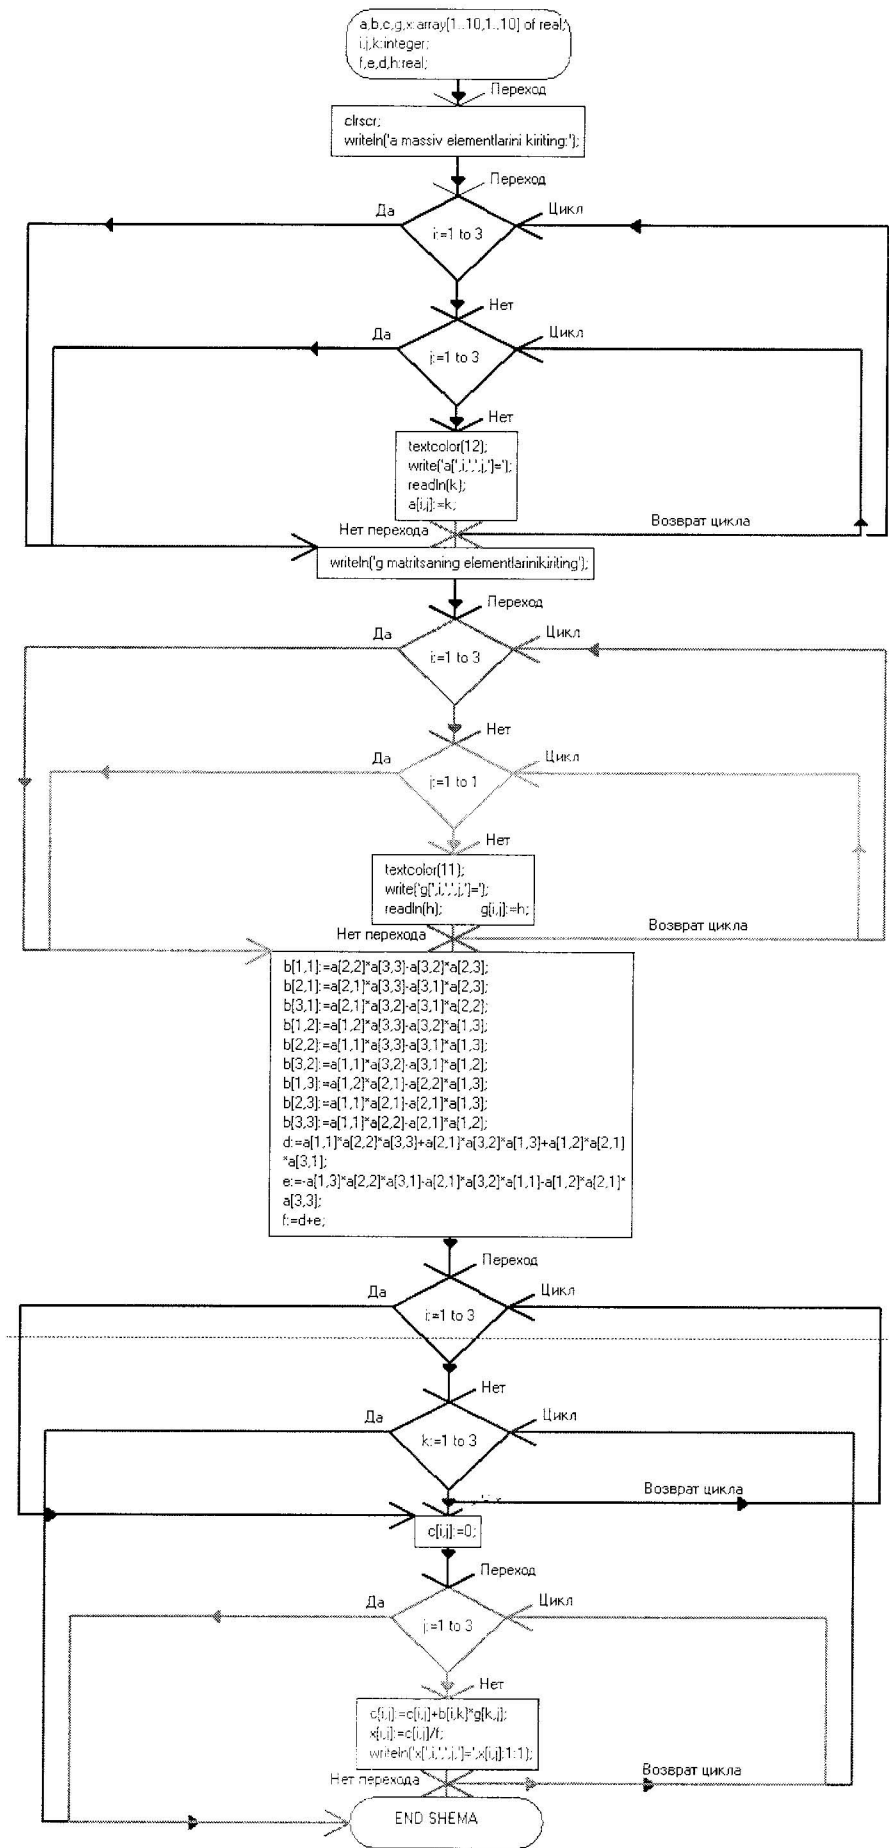 a,b,c,g,x:array[1..10,1..10] of real;
i,j,k:integer;
f,e,d,h:real;
Переход
clrscr;
writeln('a massiv elementlarini kiriting:');
Переход
Да
i:=1 to 3
Цикл
Нет
Да
j:=1 to 3
Цикл
Нет
textcolor(12);
write('a[',i,',',j,']=');
readln(k);
a[i,j]:=k;
Нет перехода
Возврат цикла
writeln('g matritsaning elementlarinikiriting');
Переход
Да
i:=1 to 3
Цикл
Нет
Да
j:=1 to 1
Цикл
Нет
textcolor(11);
write('g[',i,',',j,']=');
readln(h); g[i,j]:=h;
Нет перехода
Возврат цикла
b[1,1]:=a[2,2]*a[3,3]-a[3,2]*a[2,3];
b[2,1]:=a[2,1]*a[3,3]-a[3,1]*a[2,3];
b[3,1]:=a[2,1]*a[3,2]-a[3,1]*a[2,2];
b[1,2]:=a[1,2]*a[3,3]-a[3,2]*a[1,3];
b[2,2]:=a[1,1]*a[3,3]-a[3,1]*a[1,3];
b[3,2]:=a[1,1]*a[3,2]-a[3,1]*a[1,2];
b[1,3]:=a[1,2]*a[2,1]-a[2,2]*a[1,3];
b[2,3]:=a[1,1]*a[2,1]-a[2,1]*a[1,3];
b[3,3]:=a[1,1]*a[2,2]-a[2,1]*a[1,2];
d:=a[1,1]*a[2,2]*a[3,3]+a[2,1]*a[3,2]*a[1,3]+a[1,2]*a[2,1]
*a[3,1];
e:=-a[1,3]*a[2,2]*a[3,1]-a[2,1]*a[3,2]*a[1,1]-a[1,2]*a[2,1]*
a[3,3];
f:=d+e;
Переход
Да
i:=1 to 3
Цикл
Нет
Да
k:=1 to 3
Цикл
Возврат цикла
c[i,j]:=0;
Переход
Да
j:=1 to 3
Цикл
Нет
c[i,j]:=c[i,j]+b[i,k]*g[k,j];
x[i,j]:=c[i,j]/f;
writeln('x[',i,',',j,']=',x[i,j]:1:1);
Нет перехода
Возврат цикла
END SHEMA